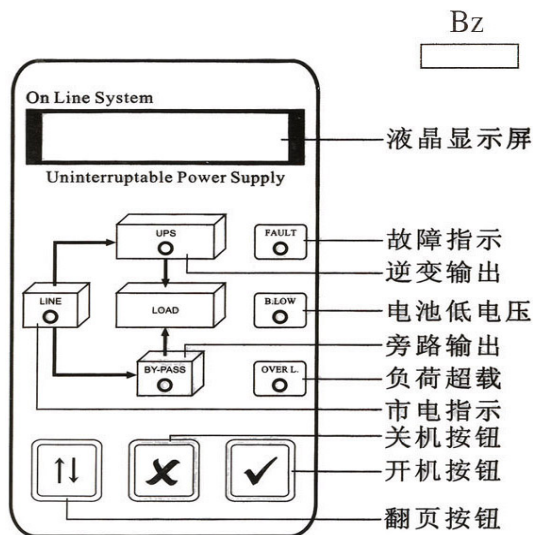 Bz
On Line System
液晶显示屏
Uninterruptable Power Supply
UPS
FAULT
故障指示
逆变输出
LINE
LOAD
B.LOW
电池低电压
旁路输出
BY-PASS
OVER L.
负荷超载
市电指示
关机按钮
↑↓
✗
✓
开机按钮
翻页按钮